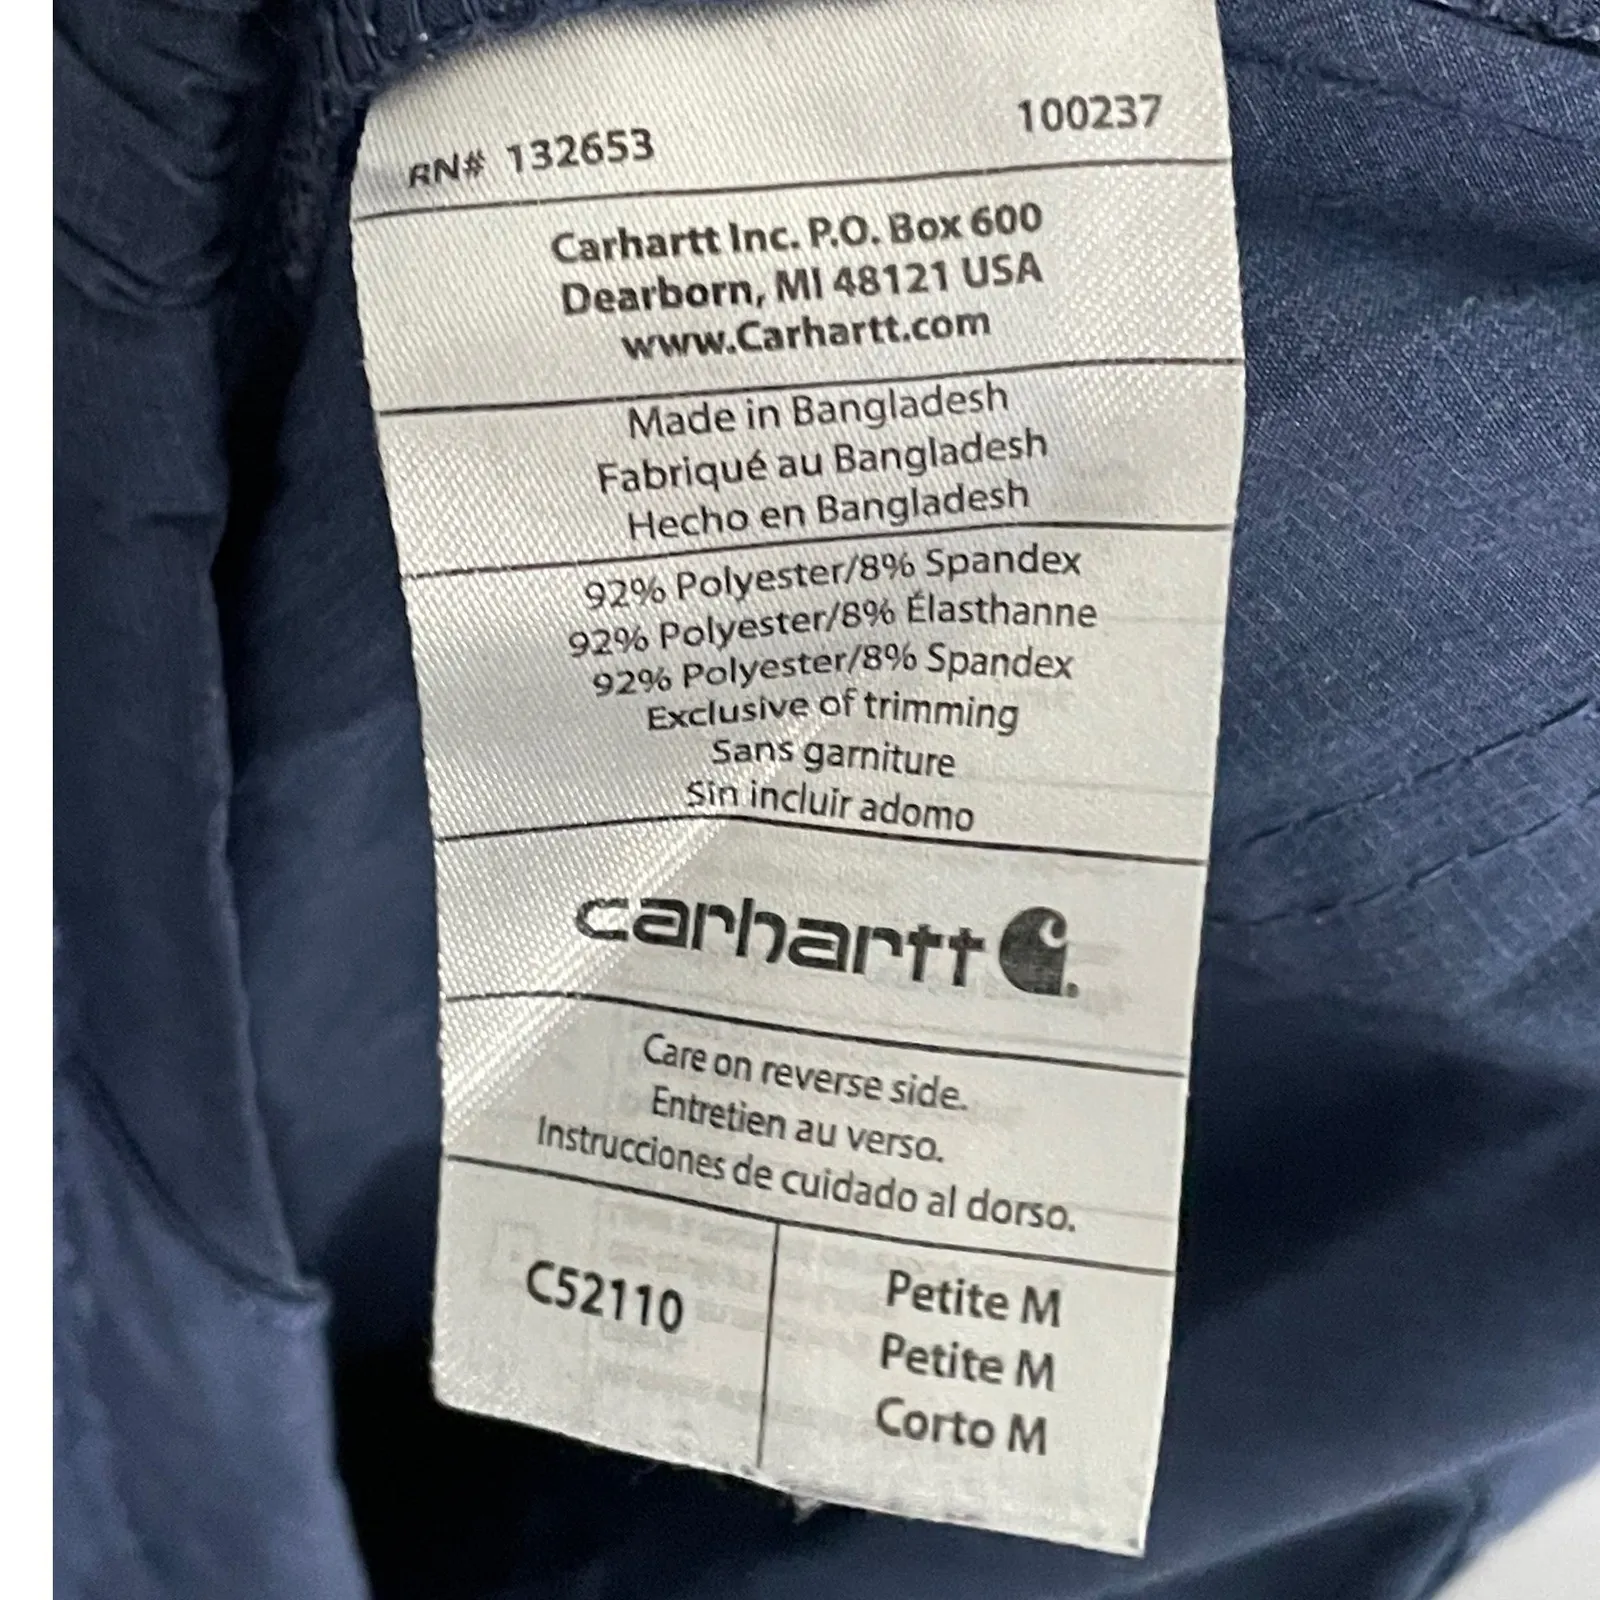 RN# 132653 100237
Carhartt Inc. P.O. Box 600
Dearborn, MI 48121 USA
www.Carhartt.com
Made in Bangladesh
Fabriqué au Bangladesh
Hecho en Bangladesh
92% Polyester/8% Spandex
92% Polyester/8% Élasthanne
92% Polyester/8% Spandex
Exclusive of trimming
Sans garniture
Sin incluir adorno
carhartt
Care on reverse side.
Entretien au verso.
Instrucciones de cuidado al dorso.
C52110
Petite M
Petite M
Corto M